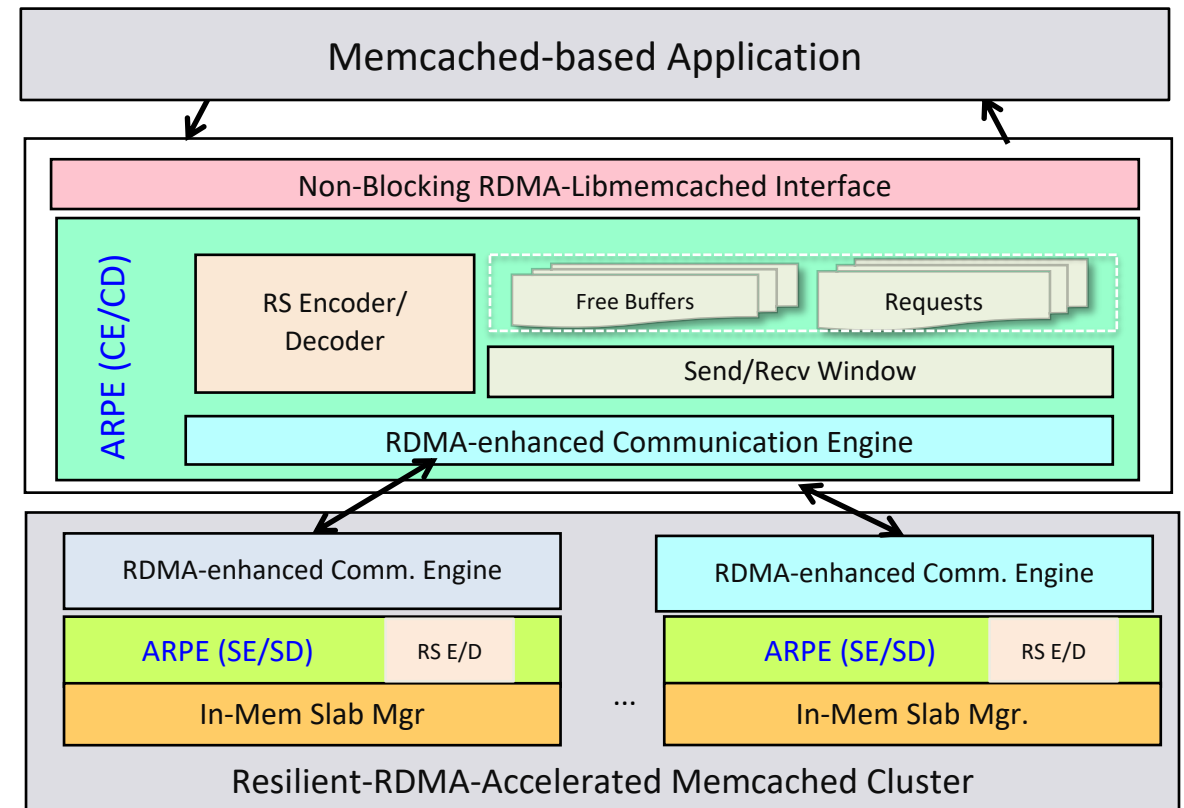 Memcached-based Application
Non-Blocking RDMA-Libmemcached Interface
ARPE (CE/CD)
RS Encoder/
Decoder
Free Buffers
Requests
Send/Recv Window
RDMA-enhanced Communication Engine
RDMA-enhanced Comm. Engine
RDMA-enhanced Comm. Engine
ARPE (SE/SD)
RS E/D
ARPE (SE/SD)
RS E/D
In-Mem Slab Mgr
...
In-Mem Slab Mgr.
Resilient-RDMA-Accelerated Memcached Cluster